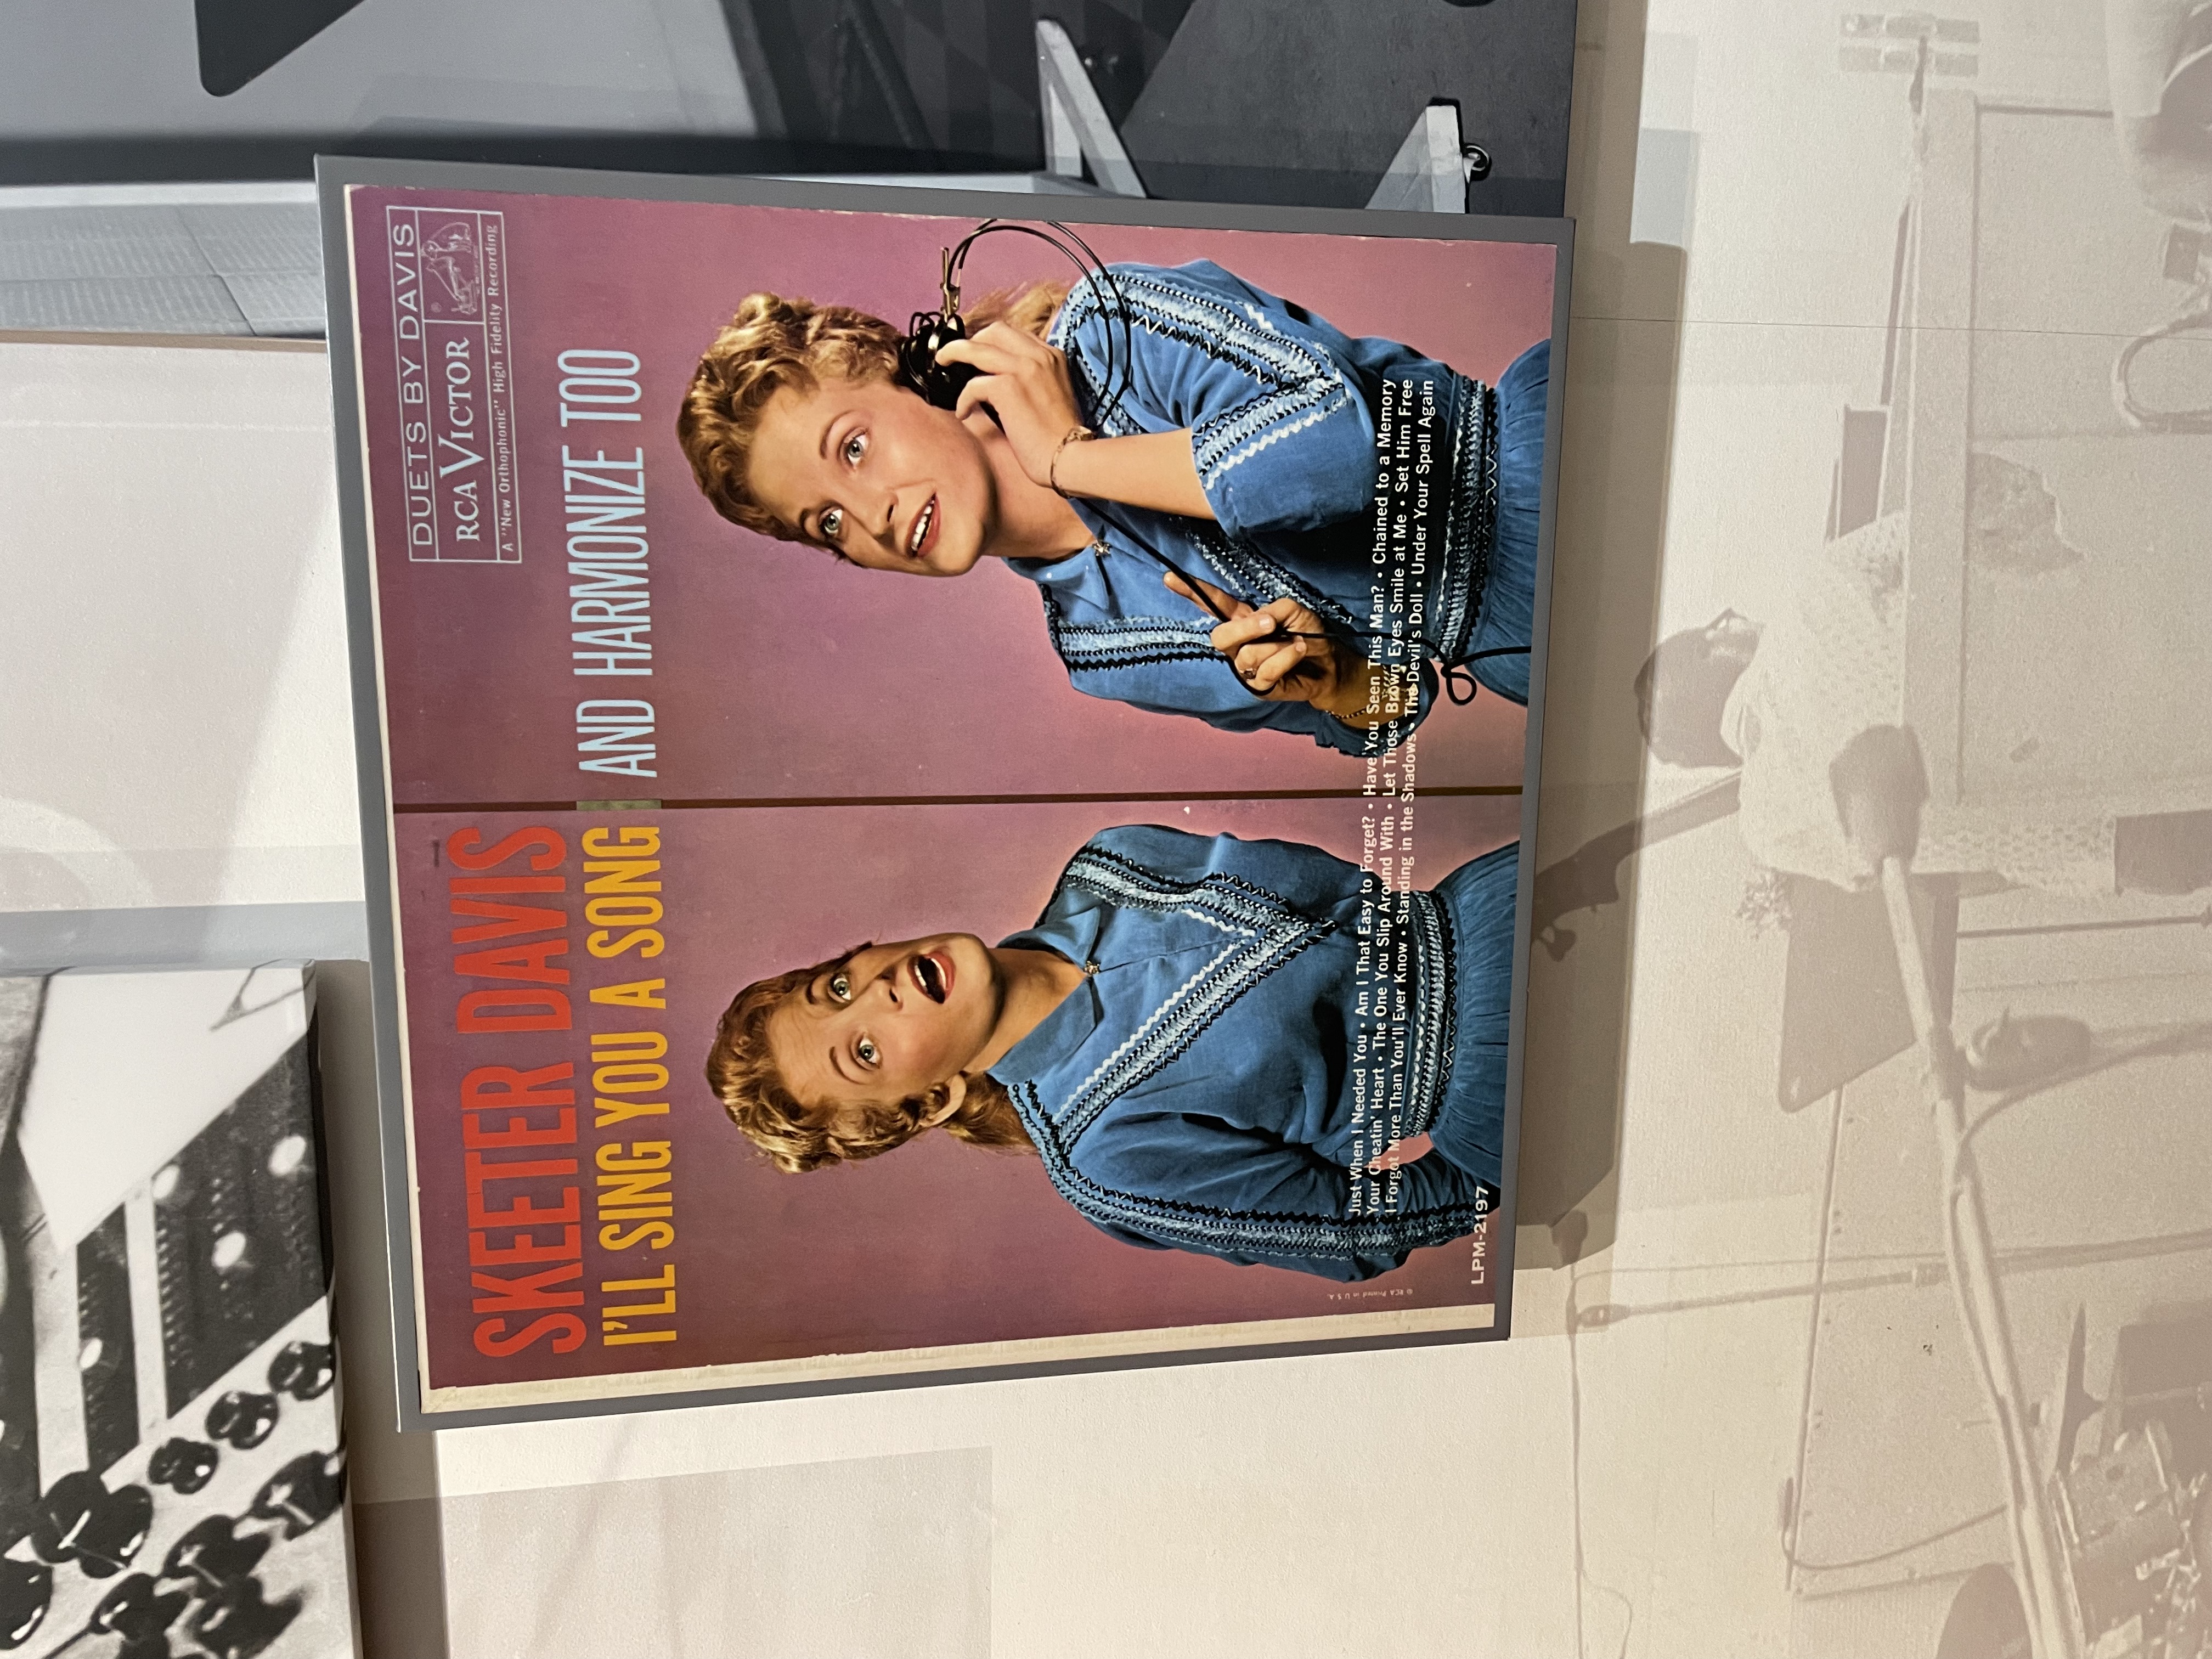 DUETS BY DAVIS
RCA VICTOR
®
A "New Orthophonic" High Fidelity Recording
SKEETER DAVIS
I'LL SING YOU A SONG AND HARMONIZE TOO
Just When I Needed You • Am I That Easy to Forget? • Have You Seen This Man? • Chained to a Memory
Your Cheatin' Heart • The One You Slip Around With • Let Those Brown Eyes Smile at Me • Set Him Free
I Forgot More Than You'll Ever Know • Standing in the Shadows • The Devil's Doll • Under Your Spell Again
© RCA Printed in U.S.A.
LPM-2197